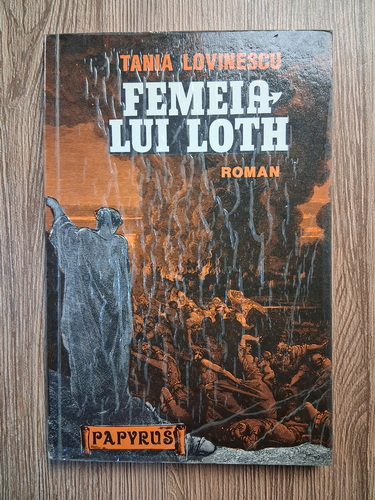 TANIA LOVINESCU
FEMEIA
LUI LOTH
ROMAN
PAPYRUS